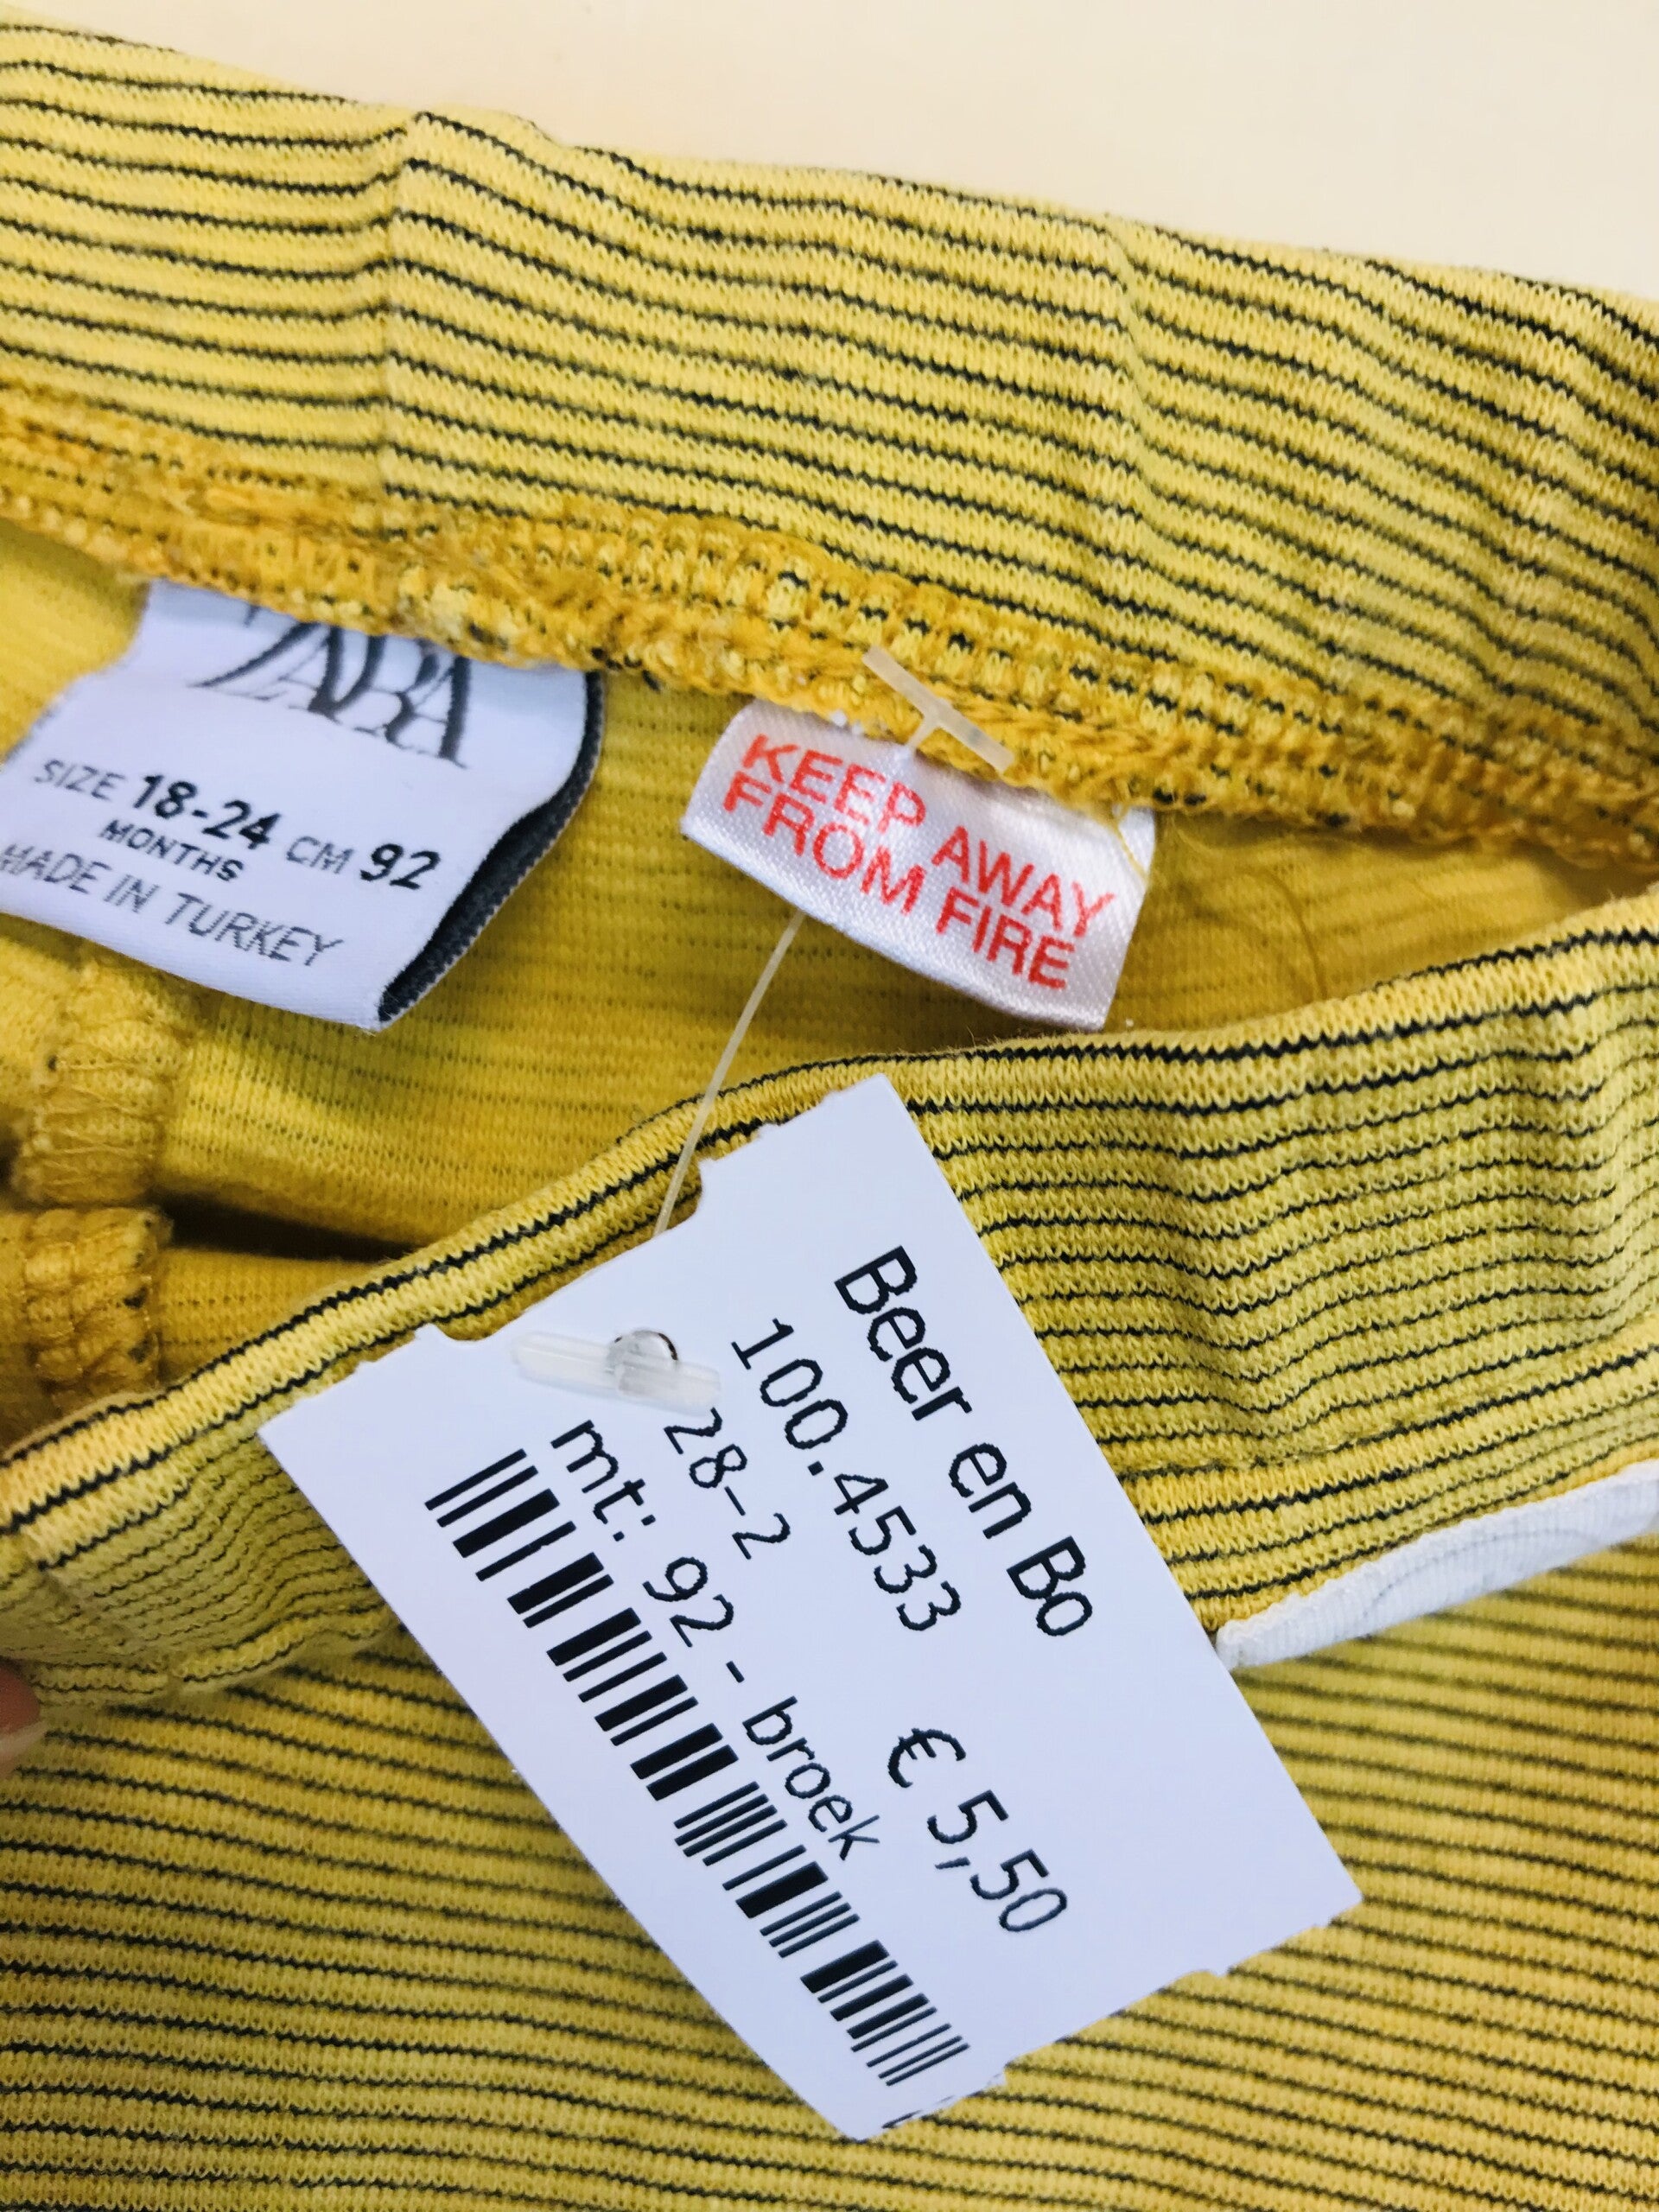 ZARA
SIZE 18-24 CM 92
MONTHS
MADE IN TURKEY
KEEP AWAY
FROM FIRE
Beer en Bo
100.4533 € 5,50
28-2
mt: 92 - broek